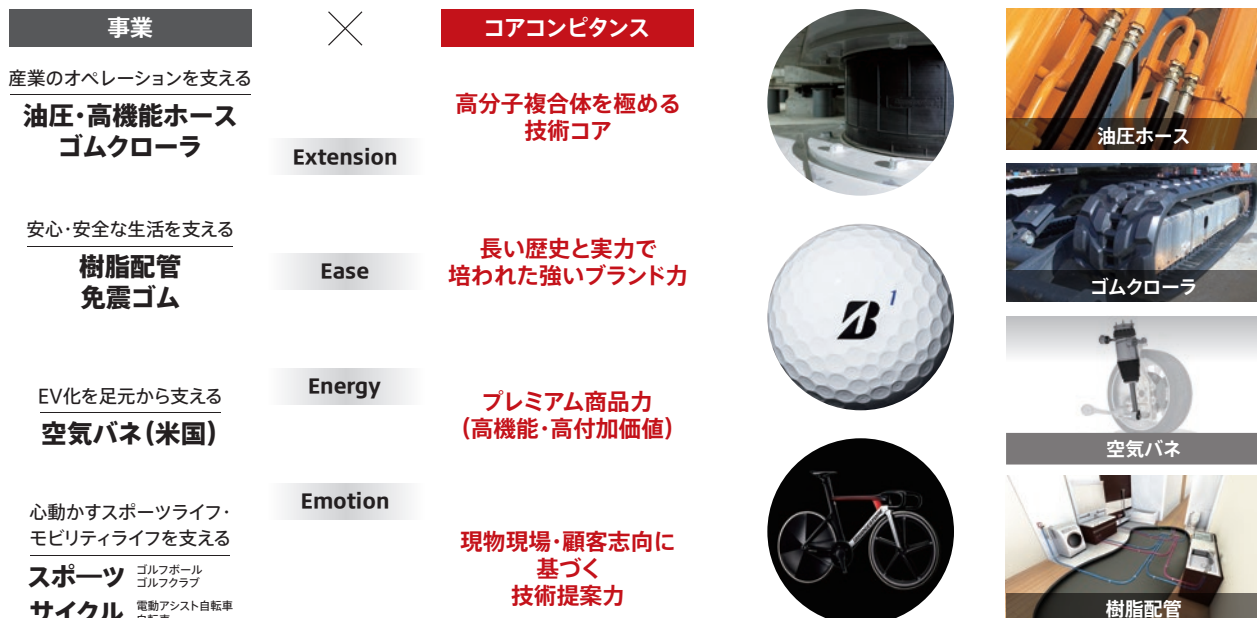 事業
×
コアコンピタンス
産業のオペレーションを支える
油圧・高機能ホース
ゴムクローラ
安心・安全な生活を支える
樹脂配管
免震ゴム
EV化を足元から支える
空気バネ(米国)
心動かすスポーツライフ・
モビリティライフを支える
スポーツ ゴルフボール
ゴルフクラブ
サイクル 電動アシスト自転車
自転車
Extension
Ease
Energy
Emotion
高分子複合体を極める
技術コア
長い歴史と実力で
培われた強いブランド力
プレミアム商品力
(高機能・高付加価値)
現物現場・顧客志向に
基づく
技術提案力
B 1
油圧ホース
ゴムクローラ
空気バネ
樹脂配管